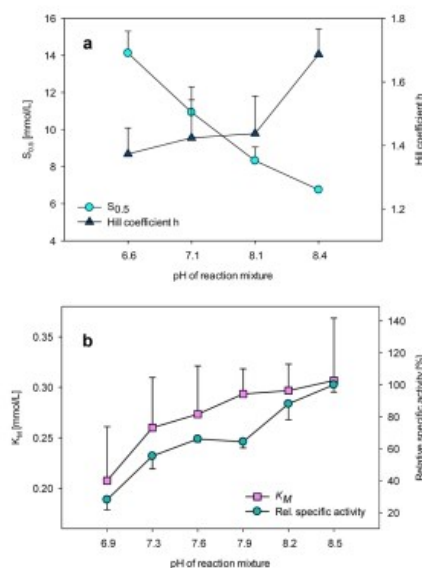 a
16
14
12
10
8
6
4
S0.5 [mmol/L]
1.8
1.6
1.4
1.2
Hill coefficient h
S0.5
Hill coefficient h
6.6 7.1 8.1 8.4
pH of reaction mixture
b
0.35
0.30
0.25
0.20
KM [mmol/L]
140
120
100
80
60
40
20
Relative specific activity [%]
KM
Rel. specific activity
6.9 7.3 7.6 7.9 8.2 8.5
pH of reaction mixture